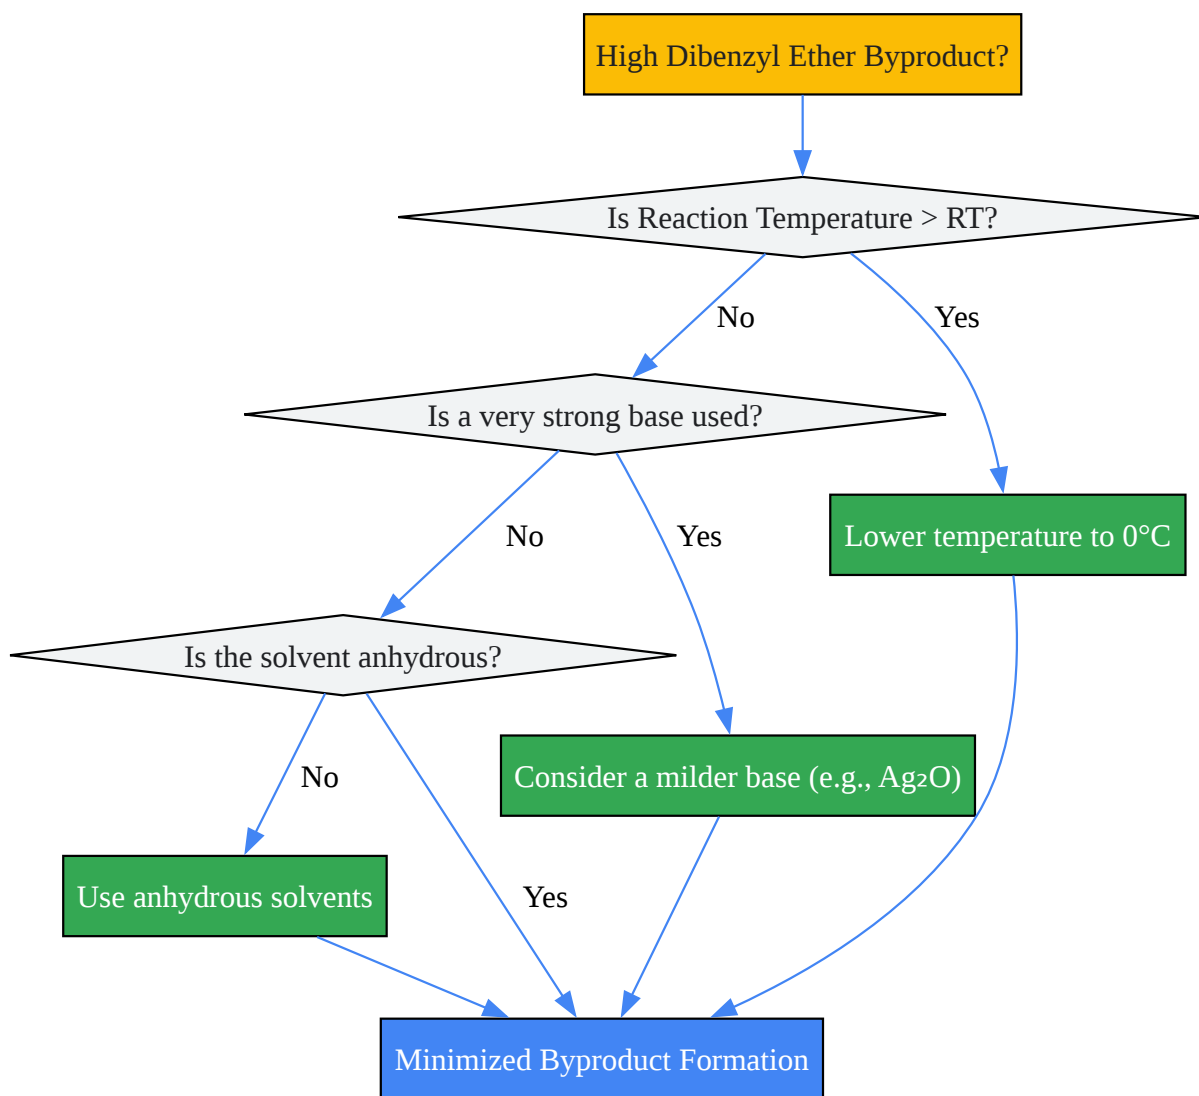 High Dibenzyl Ether Byproduct?
Is Reaction Temperature > RT?
No
Yes
Is a very strong base used?
No
Yes
Lower temperature to 0°C
Is the solvent anhydrous?
No
Consider a milder base (e.g., Ag₂O)
Use anhydrous solvents
Yes
Minimized Byproduct Formation